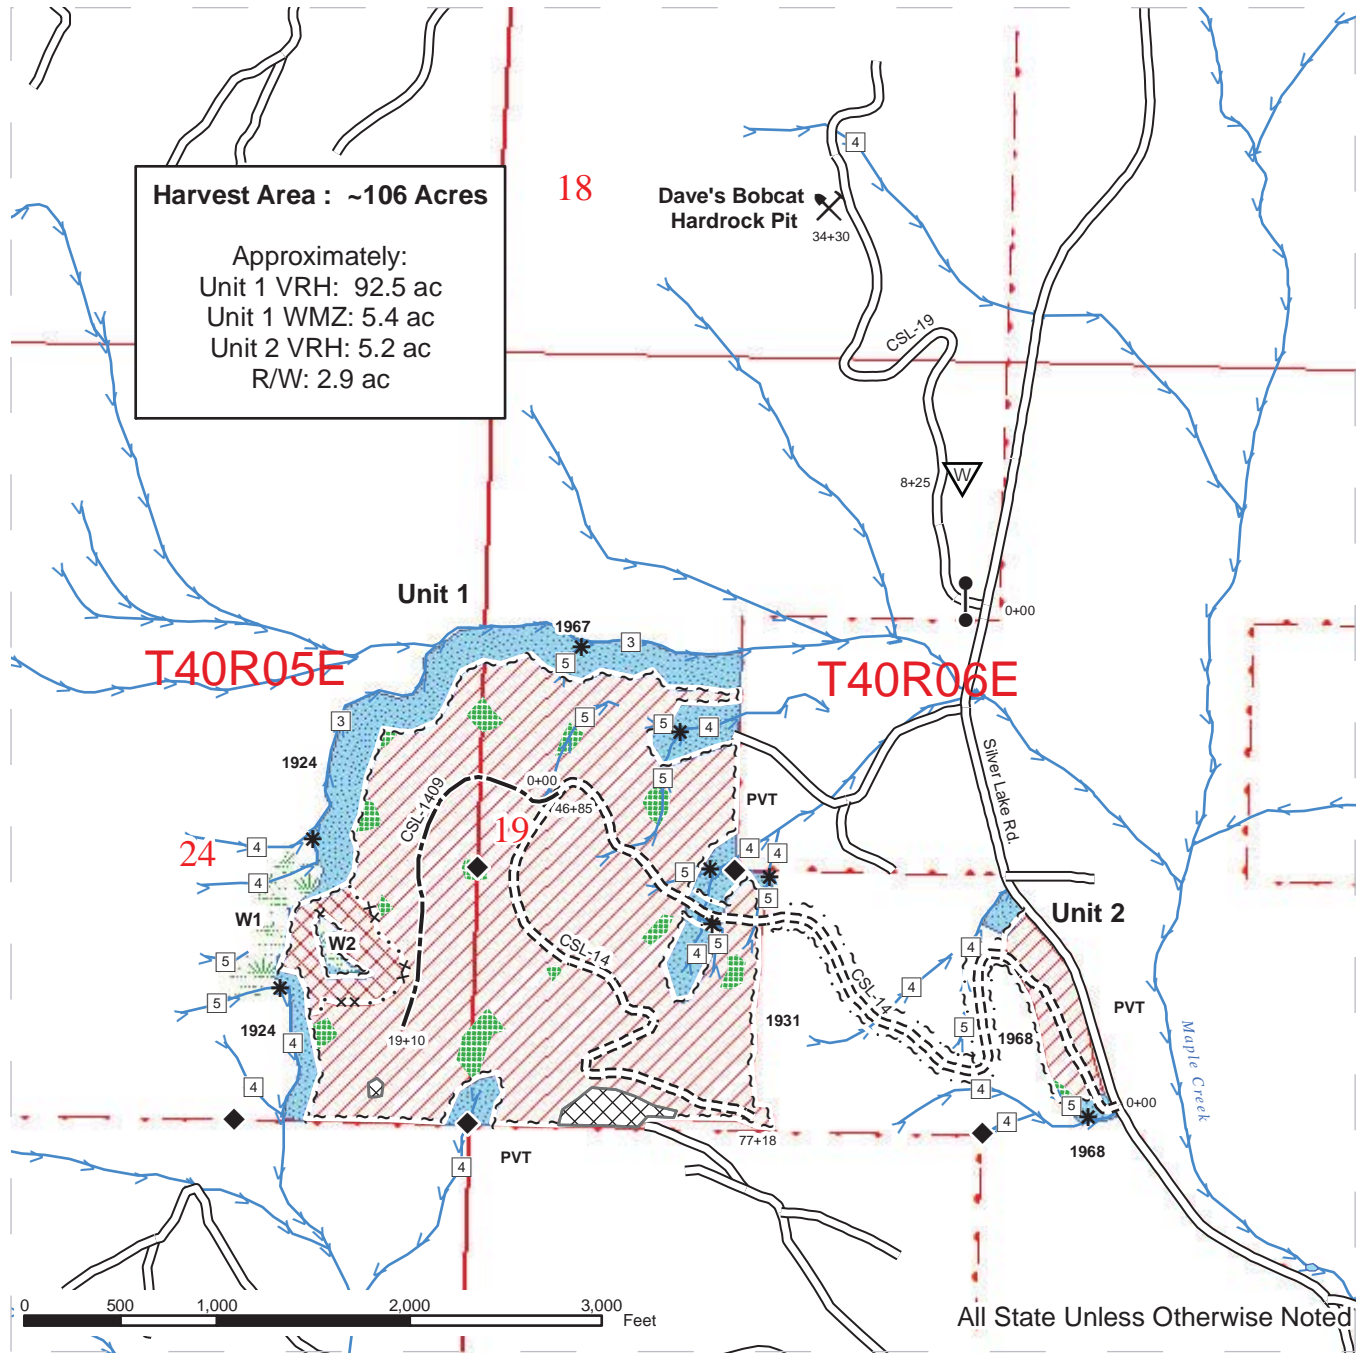 Harvest Area :  ~106 Acres
Approximately:
Unit 1 VRH:  92.5 ac
Unit 1 WMZ: 5.4 ac
Unit 2 VRH: 5.2 ac
R/W: 2.9 ac
18
4
Dave's Bobcat
Hardrock Pit
34+30
CSL-19
8+25
W
0+00
Unit 1
1967
3
5
T40R05E
T40R06E
3
5
5
4
1924
Silver Lake Rd.
CSL-1409
0+00
46+85
5
PVT
19
24
4
4
4
4
5
5
W1
W2
Unit 2
5
4
5
CSL-14
4
4
5
CSL-14
5
1924
4
19+10
1931
5
1968
PVT
Maple Creek
4
4
5
0+00
4
77+18
1968
4
PVT
0
500
1,000
2,000
3,000
Feet
All State Unless Otherwise Noted